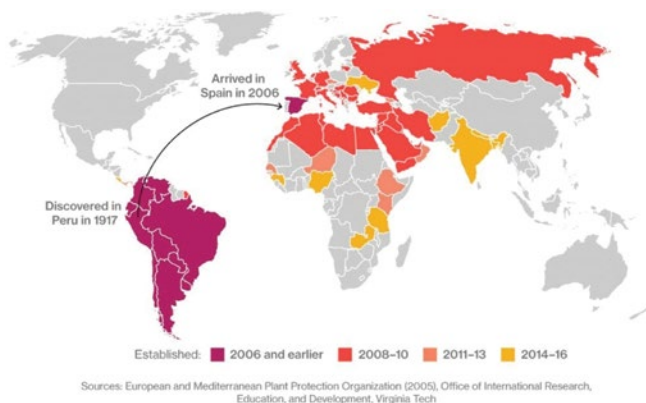 Arrived in
Spain in 2006
Discovered in
Peru in 1917
Established: 2006 and earlier 2008–10 2011–13 2014–16
Sources: European and Mediterranean Plant Protection Organization (2005), Office of International Research,
Education, and Development, Virginia Tech